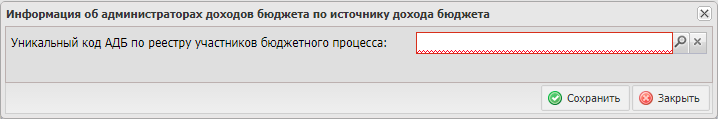 Информация об администраторах доходов бюджета по источнику дохода бюджета
Уникальный код АДБ по реестру участников бюджетного процесса:
Сохранить Закрыть